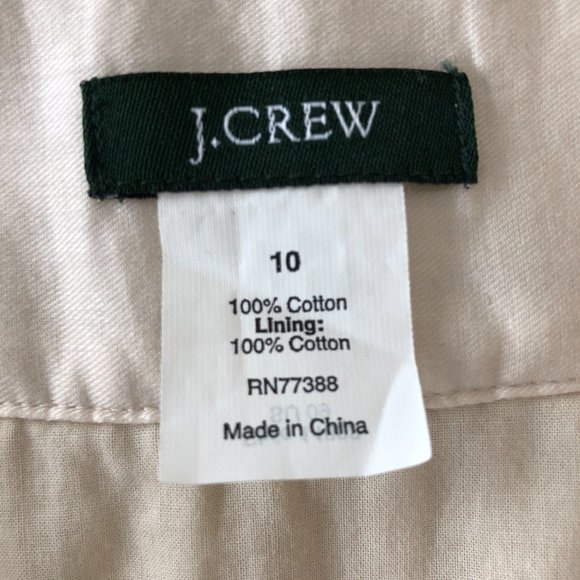 J.CREW
10
100% Cotton
Lining:
100% Cotton
RN77388
Made in China